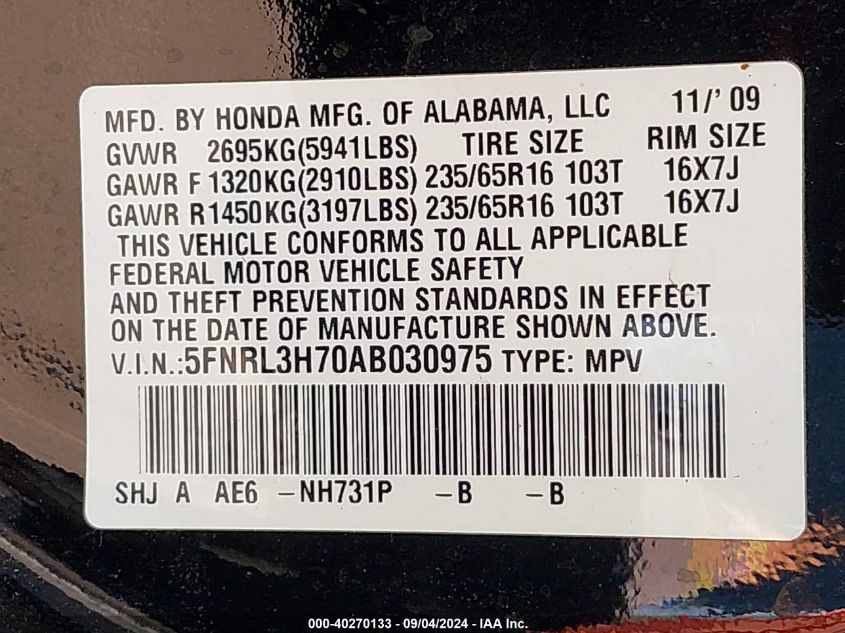 MFD. BY HONDA MFG. OF ALABAMA, LLC 11/' 09
GVWR 2695KG(5941LBS) TIRE SIZE RIM SIZE
GAWR F 1320KG(2910LBS) 235/65R16 103T 16X7J
GAWR R1450KG(3197LBS) 235/65R16 103T 16X7J
THIS VEHICLE CONFORMS TO ALL APPLICABLE
FEDERAL MOTOR VEHICLE SAFETY
AND THEFT PREVENTION STANDARDS IN EFFECT
ON THE DATE OF MANUFACTURE SHOWN ABOVE.
V.I.N.:5FNRL3H70AB030975 TYPE: MPV
SHJ A AE6 -NH731P -B -B
000-40270133 - 09/04/2024 - IAA Inc.